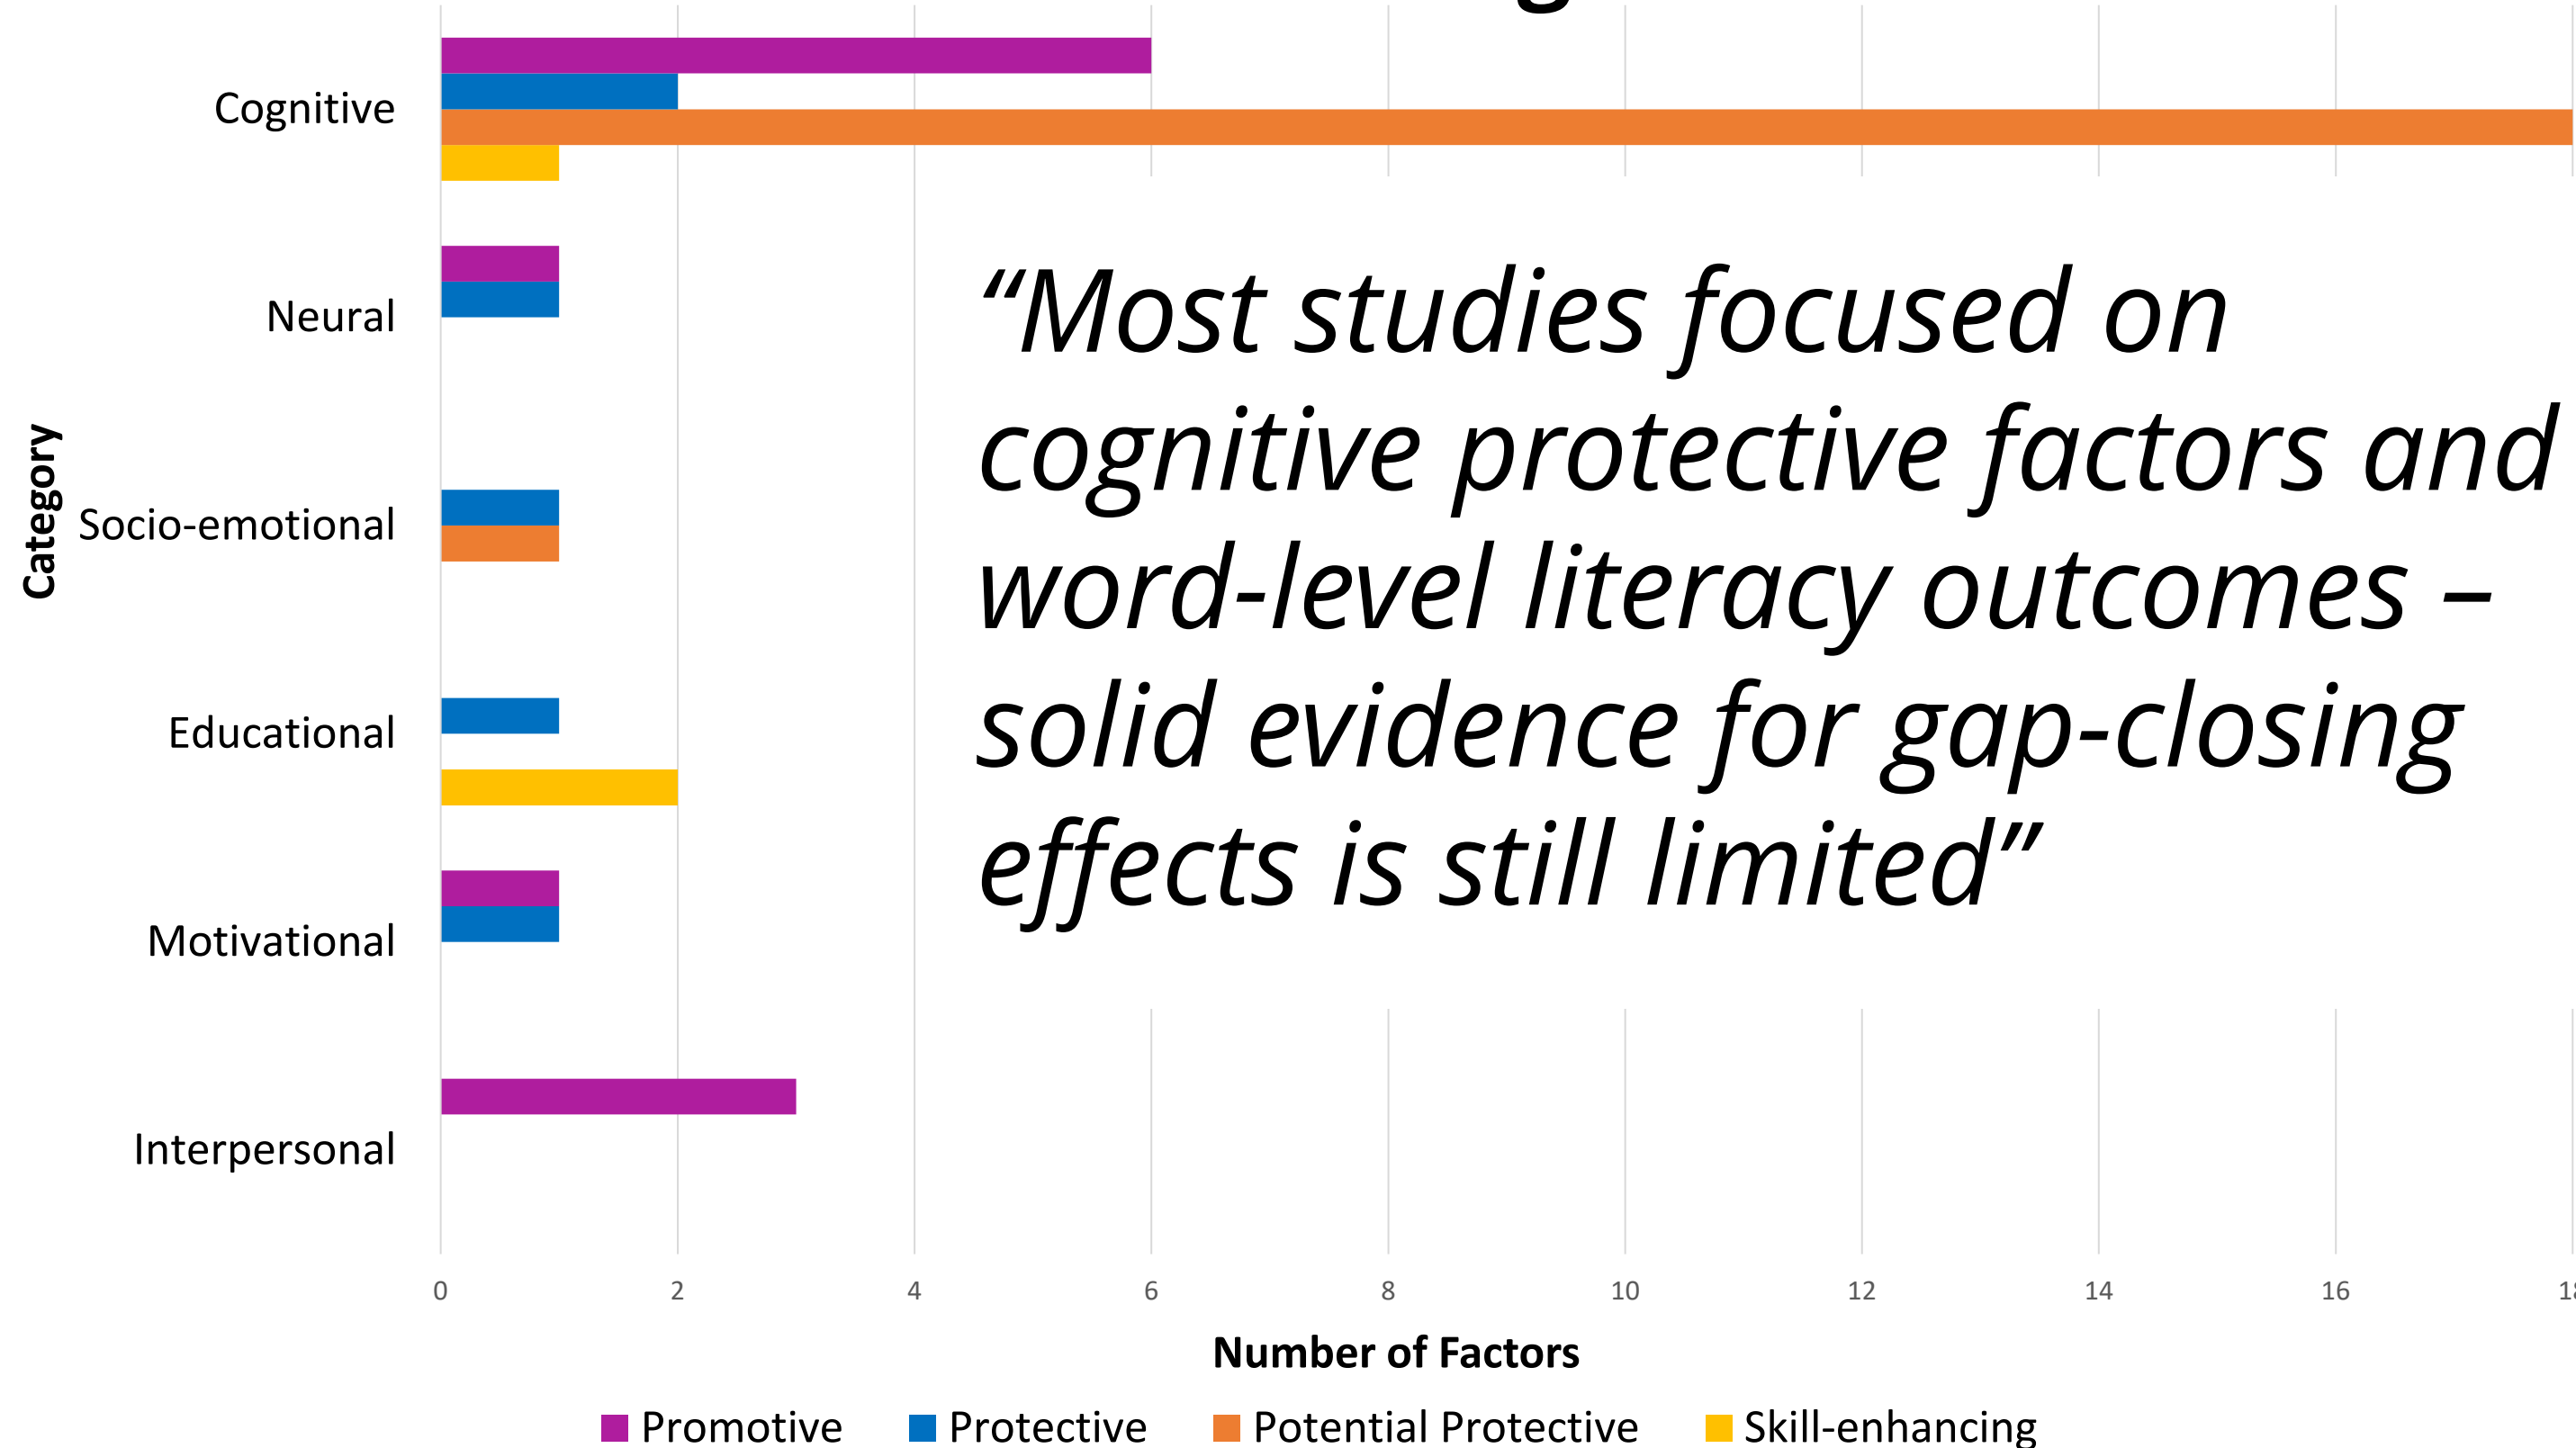 Cognitive
Neural
Socio-emotional
Educational
Motivational
Interpersonal
Category
“Most studies focused on
cognitive protective factors and
word-level literacy outcomes –
solid evidence for gap-closing
effects is still limited”
0 2 4 6 8 10 12 14 16
Number of Factors
Promotive Protective Potential Protective Skill-enhancing